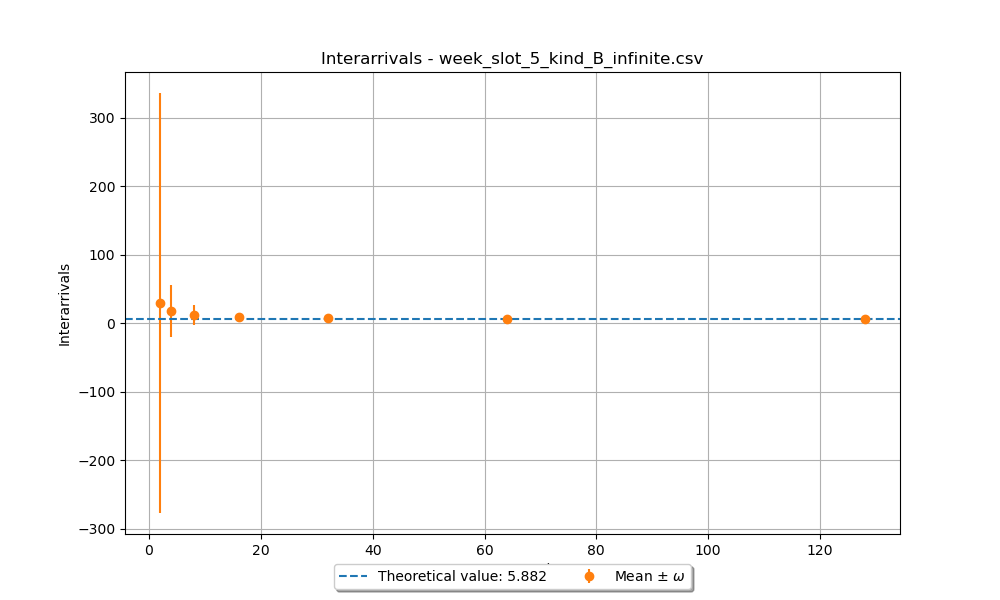 Interarrivals - week_slot_5_kind_B_infinite.csv
300
200
100
0
−100
−200
−300
Interarrivals
0 20 40 60 80 100 120
Theoretical value: 5.882
Mean ± ω